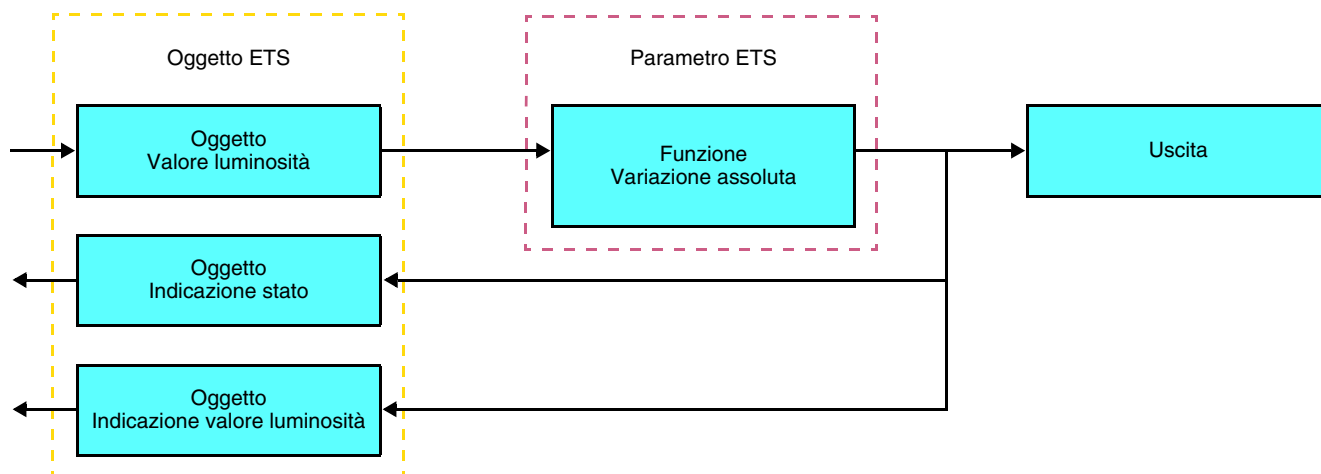 Oggetto ETS
Parametro ETS
Oggetto
Valore luminosità
Funzione
Variazione assoluta
Uscita
Oggetto
Indicazione stato
Oggetto
Indicazione valore luminosità